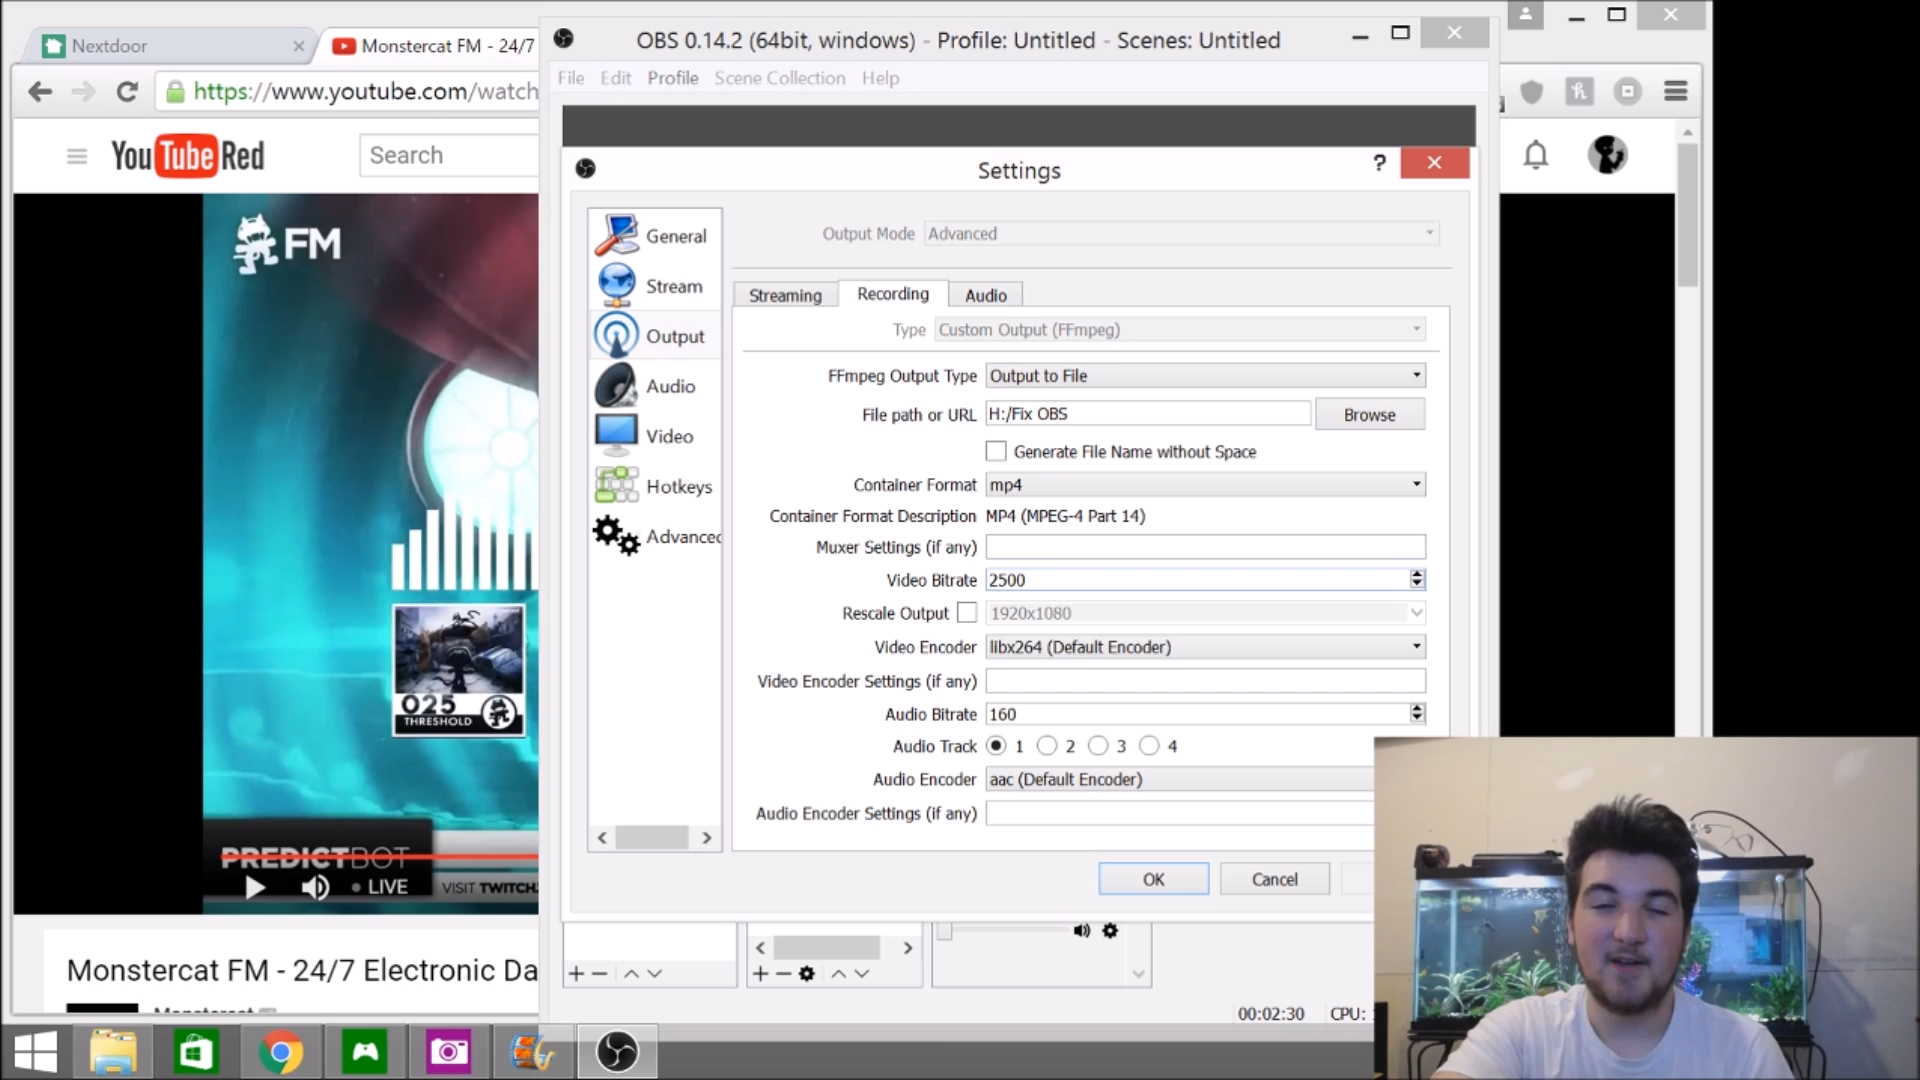 Nextdoor
Monstercat FM - 24/7
https://www.youtube.com/watch
YouTube Red
Search
FM
025
THRESHOLD
PREDICTBOT
LIVE
VISIT TWITCH.
Monstercat FM - 24/7 Electronic Da
Monstercat
OBS 0.14.2 (64bit, windows) - Profile: Untitled - Scenes: Untitled
File Edit Profile Scene Collection Help
Settings
?
General
Stream
Output
Audio
Video
Hotkeys
Advanced
Output Mode Advanced
Streaming Recording Audio
Type Custom Output (FFmpeg)
FFmpeg Output Type Output to File
File path or URL H:/Fix OBS Browse
Generate File Name without Space
Container Format mp4
Container Format Description MP4 (MPEG-4 Part 14)
Muxer Settings (if any)
Video Bitrate 2500
Rescale Output 1920x1080
Video Encoder libx264 (Default Encoder)
Video Encoder Settings (if any)
Audio Bitrate 160
Audio Track 1 2 3 4
Audio Encoder aac (Default Encoder)
Audio Encoder Settings (if any)
OK Cancel
00:02:30 CPU: